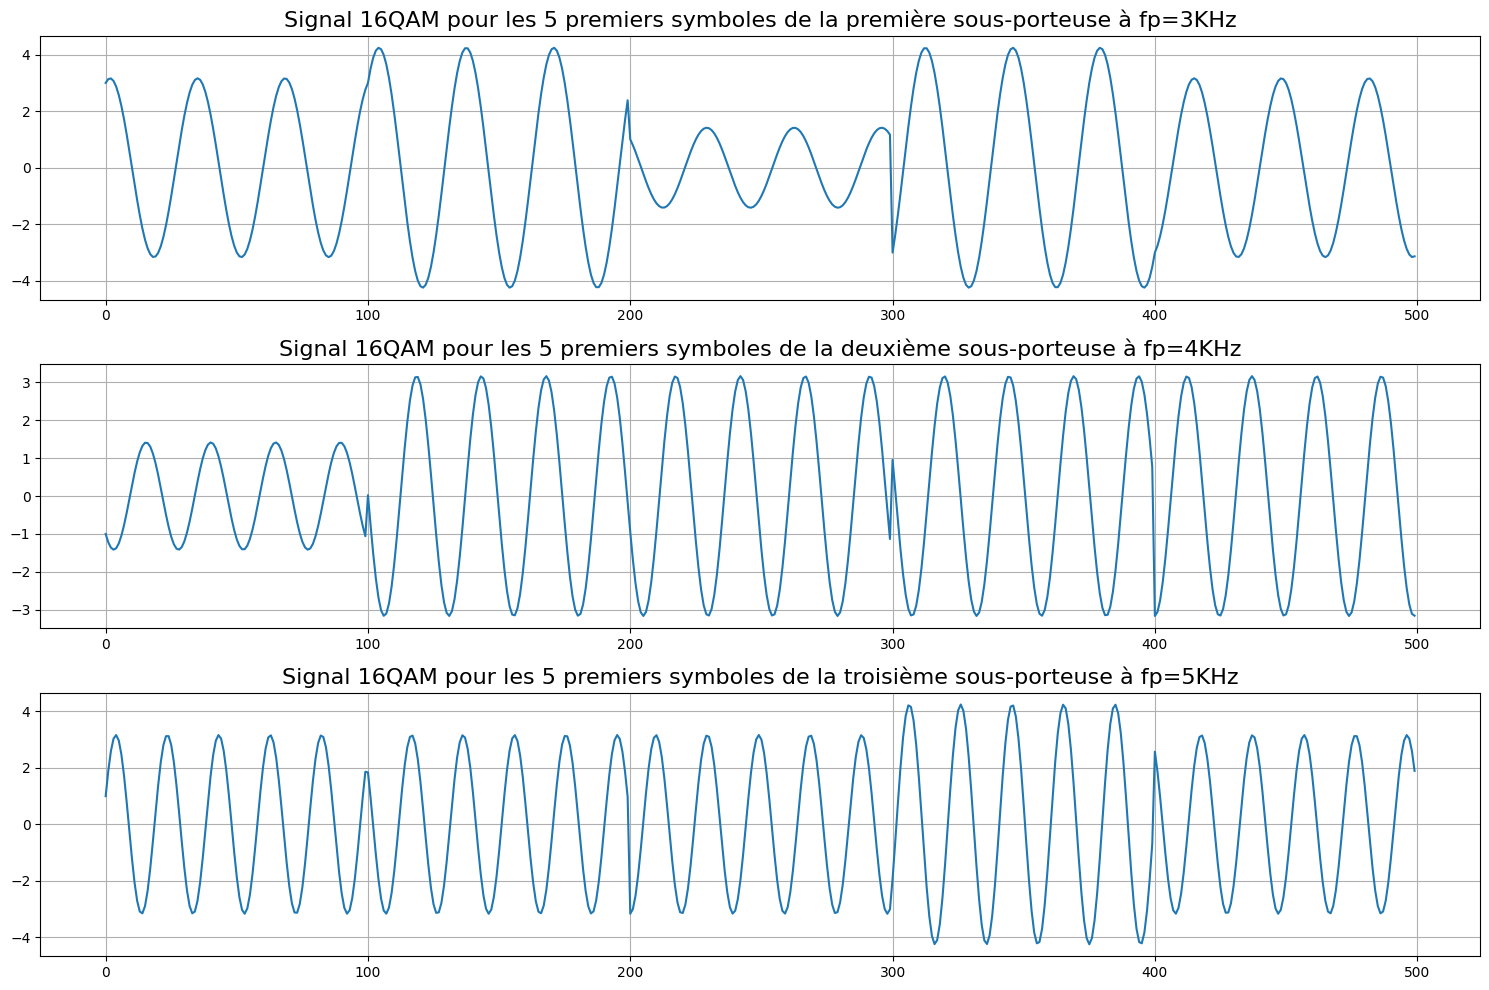 Signal 16QAM pour les 5 premiers symboles de la première sous-porteuse à fp=3KHz
4
2
0
−2
−4
0 100 200 300 400 500
Signal 16QAM pour les 5 premiers symboles de la deuxième sous-porteuse à fp=4KHz
3
2
1
0
−1
−2
−3
0 100 200 300 400 500
Signal 16QAM pour les 5 premiers symboles de la troisième sous-porteuse à fp=5KHz
4
2
0
−2
−4
0 100 200 300 400 500